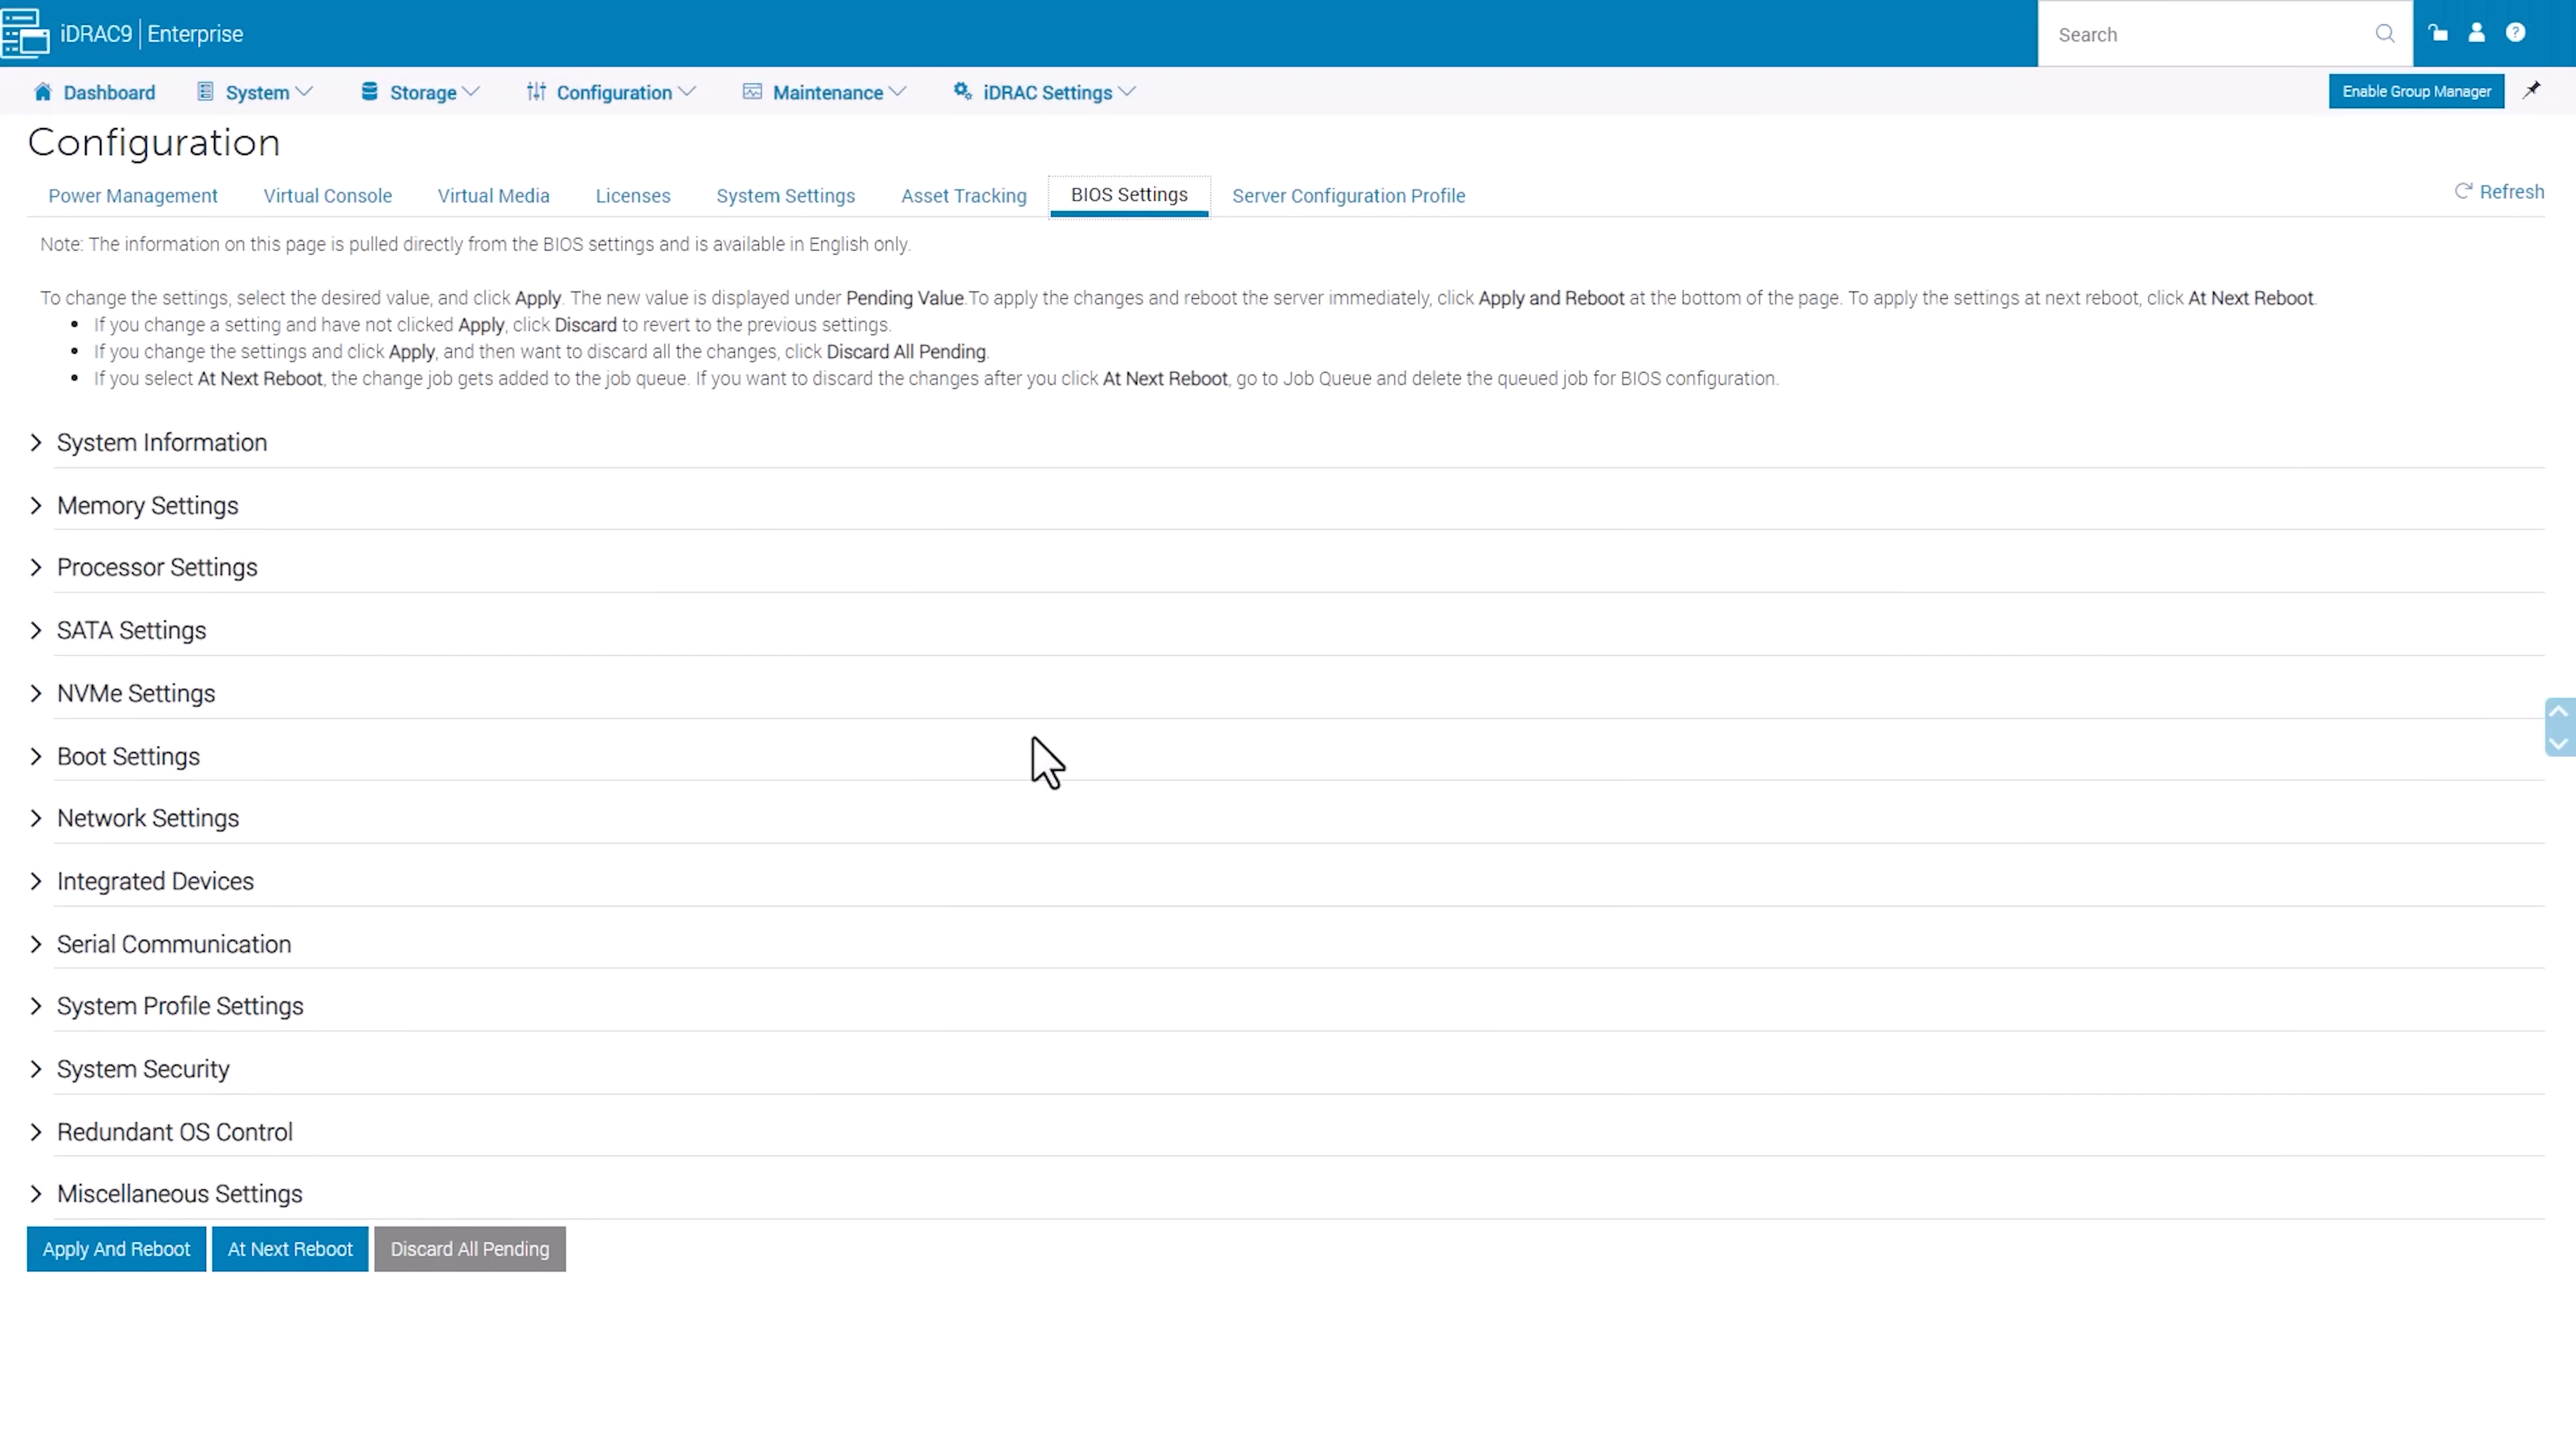 iDRAC9 | Enterprise
Search
Dashboard System Storage Configuration Maintenance iDRAC Settings Enable Group Manager
Configuration
Power Management Virtual Console Virtual Media Licenses System Settings Asset Tracking BIOS Settings Server Configuration Profile Refresh
Note: The information on this page is pulled directly from the BIOS settings and is available in English only.
To change the settings, select the desired value, and click Apply. The new value is displayed under Pending Value.To apply the changes and reboot the server immediately, click Apply and Reboot at the bottom of the page. To apply the settings at next reboot, click At Next Reboot.
• If you change a setting and have not clicked Apply, click Discard to revert to the previous settings.
• If you change the settings and click Apply, and then want to discard all the changes, click Discard All Pending.
• If you select At Next Reboot, the change job gets added to the job queue. If you want to discard the changes after you click At Next Reboot, go to Job Queue and delete the queued job for BIOS configuration.
System Information
Memory Settings
Processor Settings
SATA Settings
NVMe Settings
Boot Settings
Network Settings
Integrated Devices
Serial Communication
System Profile Settings
System Security
Redundant OS Control
Miscellaneous Settings
Apply And Reboot At Next Reboot Discard All Pending